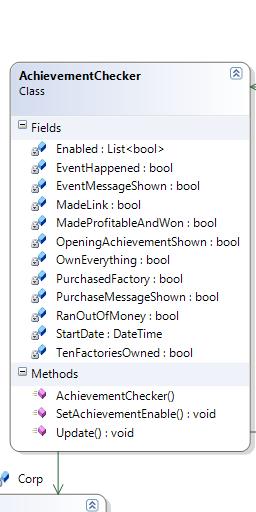 AchievementChecker
Class
Fields
Enabled : List<bool>
EventHappened : bool
EventMessageShown : bool
MadeLink : bool
MadeProfitableAndWon : bool
OpeningAchievementShown : bool
OwnEverything : bool
PurchasedFactory : bool
PurchaseMessageShown : bool
RanOutOfMoney : bool
StartDate : DateTime
TenFactoriesOwned : bool
Methods
AchievementChecker()
SetAchievementEnable() : void
Update() : void
Corp